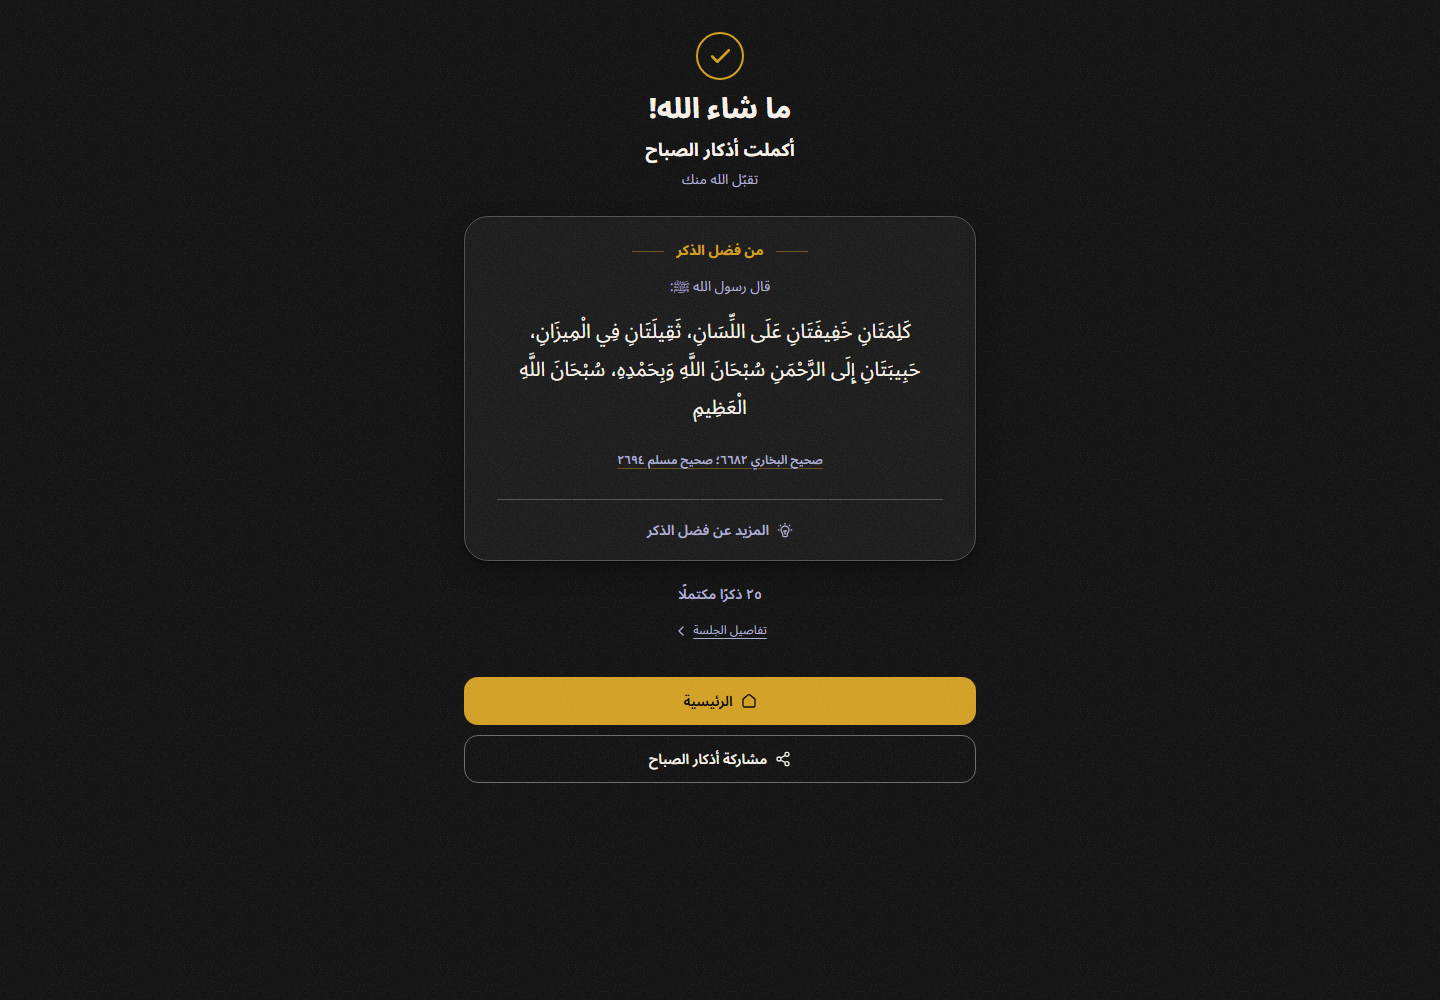 ما شاء الله!
أكملت أذكار الصباح
تقبّل الله منك
من فضل الذكر
قال رسول الله ﷺ:
كَلِمَتَانِ خَفِيفَتَانِ عَلَى اللِّسَانِ، ثَقِيلَتَانِ فِي الْمِيزَانِ،
حَبِيبَتَانِ إِلَى الرَّحْمَنِ سُبْحَانَ اللَّهِ وَبِحَمْدِهِ، سُبْحَانَ اللَّهِ
الْعَظِيمِ
صحيح البخاري ٦٦٨٢؛ صحيح مسلم ٢٦٩٤
المزيد عن فضل الذكر
٢٥ ذكرًا مكتملًا
تفاصيل الجلسة
الرئيسية
مشاركة أذكار الصباح